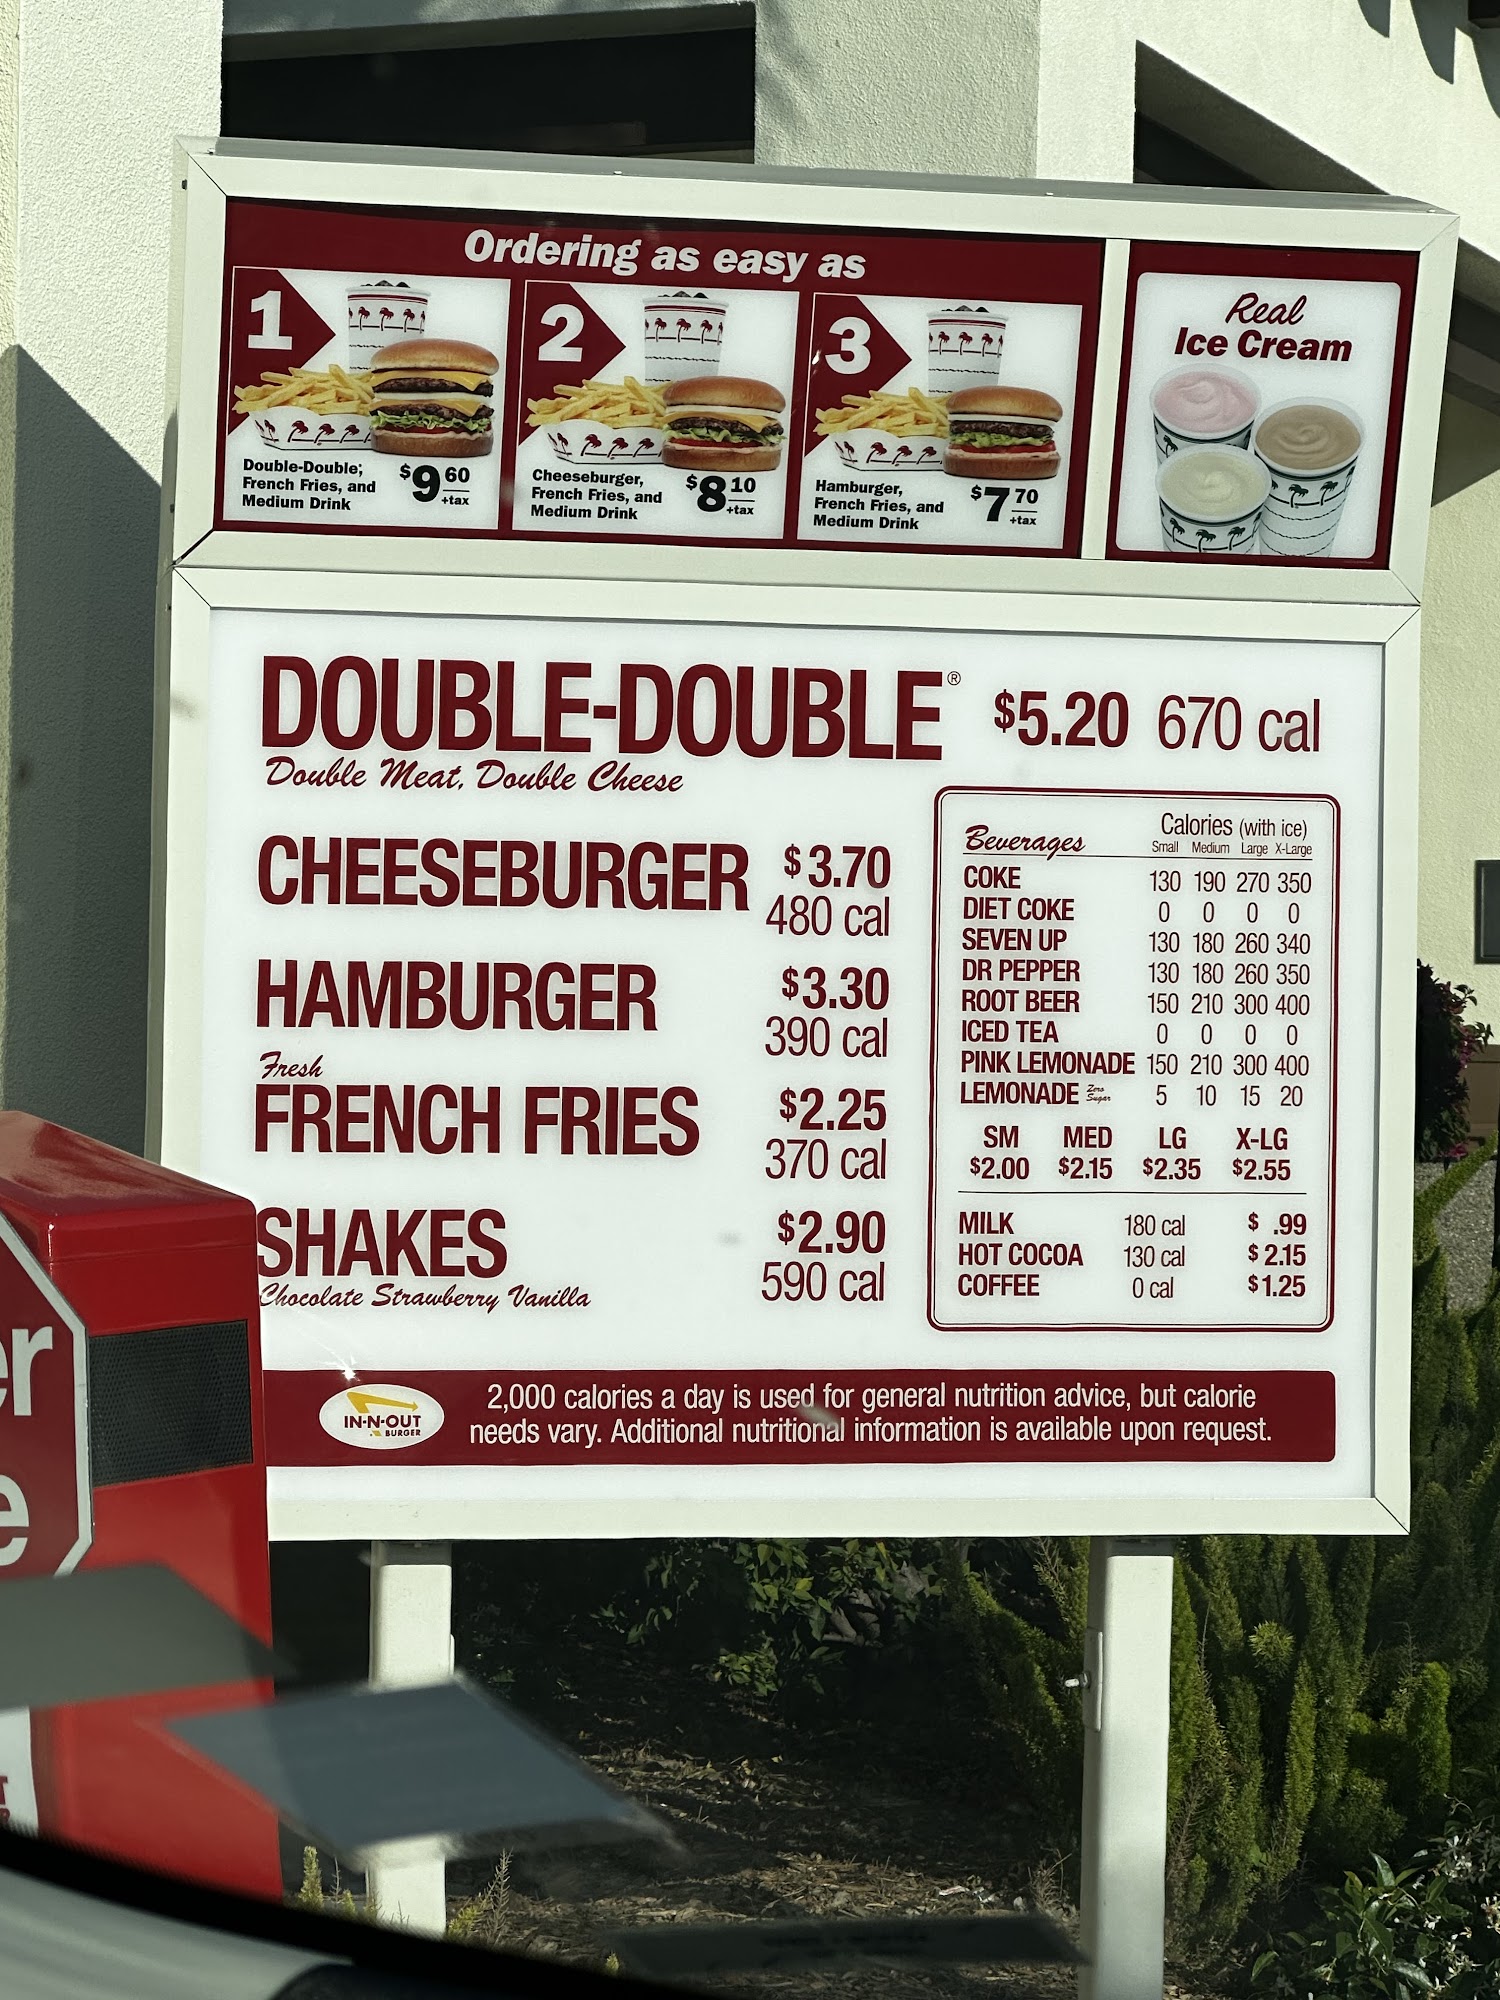 Ordering as easy as
1
Double-Double,
French Fries, and
Medium Drink
$9 60
+tax
2
Cheeseburger,
French Fries, and
Medium Drink
$8 10
+tax
3
Hamburger,
French Fries, and
Medium Drink
$7 70
+tax
Real
Ice Cream
DOUBLE-DOUBLE® $5.20 670 cal
Double Meat, Double Cheese
CHEESEBURGER $3.70
480 cal
HAMBURGER $3.30
390 cal
Fresh
FRENCH FRIES $2.25
370 cal
SHAKES $2.90
590 cal
Chocolate Strawberry Vanilla
Beverages Calories (with ice)
Small Medium Large X-Large
COKE 130 190 270 350
DIET COKE 0 0 0 0
SEVEN UP 130 180 260 340
DR PEPPER 130 180 260 350
ROOT BEER 150 210 300 400
ICED TEA 0 0 0 0
PINK LEMONADE 150 210 300 400
LEMONADE Zero Sugar 5 10 15 20
SM MED LG X-LG
$2.00 $2.15 $2.35 $2.55
MILK 180 cal $ .99
HOT COCOA 130 cal $2.15
COFFEE 0 cal $1.25
IN-N-OUT
BURGER
2,000 calories a day is used for general nutrition advice, but calorie
needs vary. Additional nutritional information is available upon request.
er
e